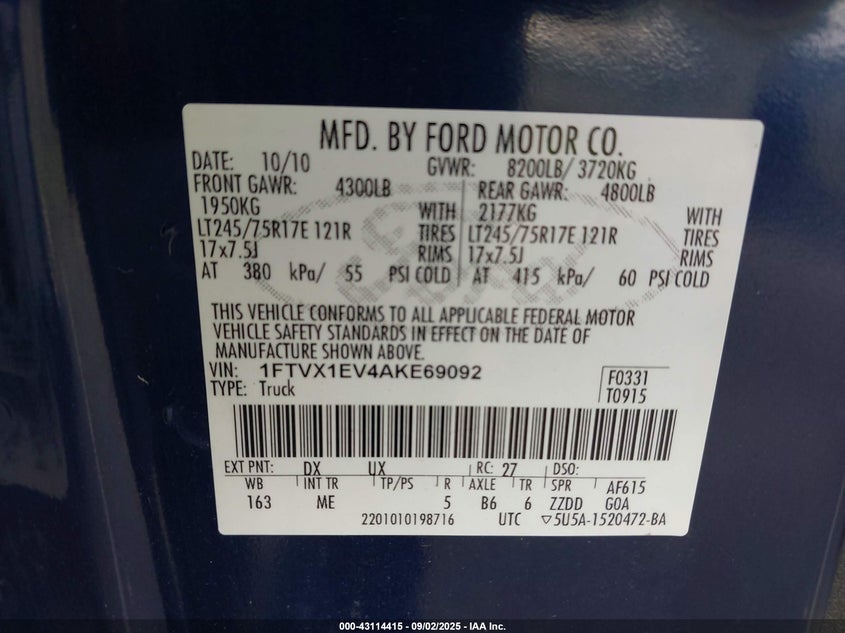 MFD. BY FORD MOTOR CO.
DATE: 10/10 GVWR: 8200LB/ 3720KG
FRONT GAWR: 4300LB REAR GAWR: 4800LB
1950KG WITH 2177KG WITH
LT245/75R17E 121R TIRES LT245/75R17E 121R TIRES
17x7.5J RIMS 17x7.5J RIMS
AT 380 kPa/ 55 PSI COLD AT 415 kPa/ 60 PSI COLD
THIS VEHICLE CONFORMS TO ALL APPLICABLE FEDERAL MOTOR
VEHICLE SAFETY STANDARDS IN EFFECT ON THE DATE OF
MANUFACTURE SHOWN ABOVE.
VIN: 1FTVX1EV4AKE69092 F0331
TYPE: Truck T0915
EXT PNT: DX UX RC: 27 DSO:
WB INT TR TP/PS R AXLE TR SPR AF615
163 ME 5 B6 6 ZZDD GOA
2201010198716 UTC ▽5U5A-1520472-BA
000-43114415 - 09/02/2025 - IAA Inc.